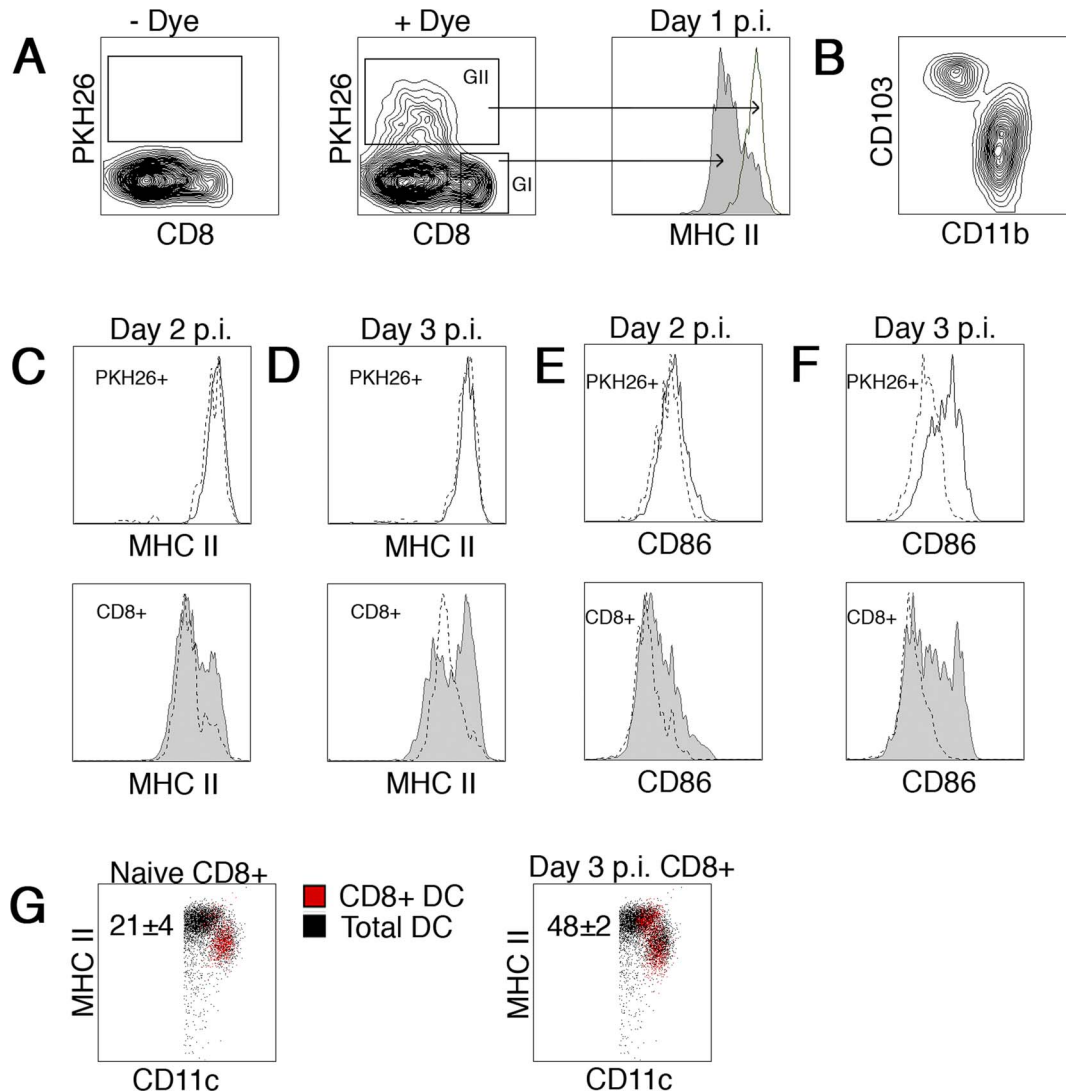 A
- Dye
PKH26
CD8
+ Dye
PKH26
GII
GI
CD8
Day 1 p.i.
MHC II
B
CD103
CD11b
C
Day 2 p.i.
PKH26+
MHC II
CD8+
MHC II
D
Day 3 p.i.
PKH26+
MHC II
CD8+
MHC II
E
Day 2 p.i.
PKH26+
CD86
CD8+
CD86
F
Day 3 p.i.
PKH26+
CD86
CD8+
CD86
G
Naive CD8+
21±4
MHC II
CD11c
CD8+ DC
Total DC
Day 3 p.i. CD8+
48±2
MHC II
CD11c